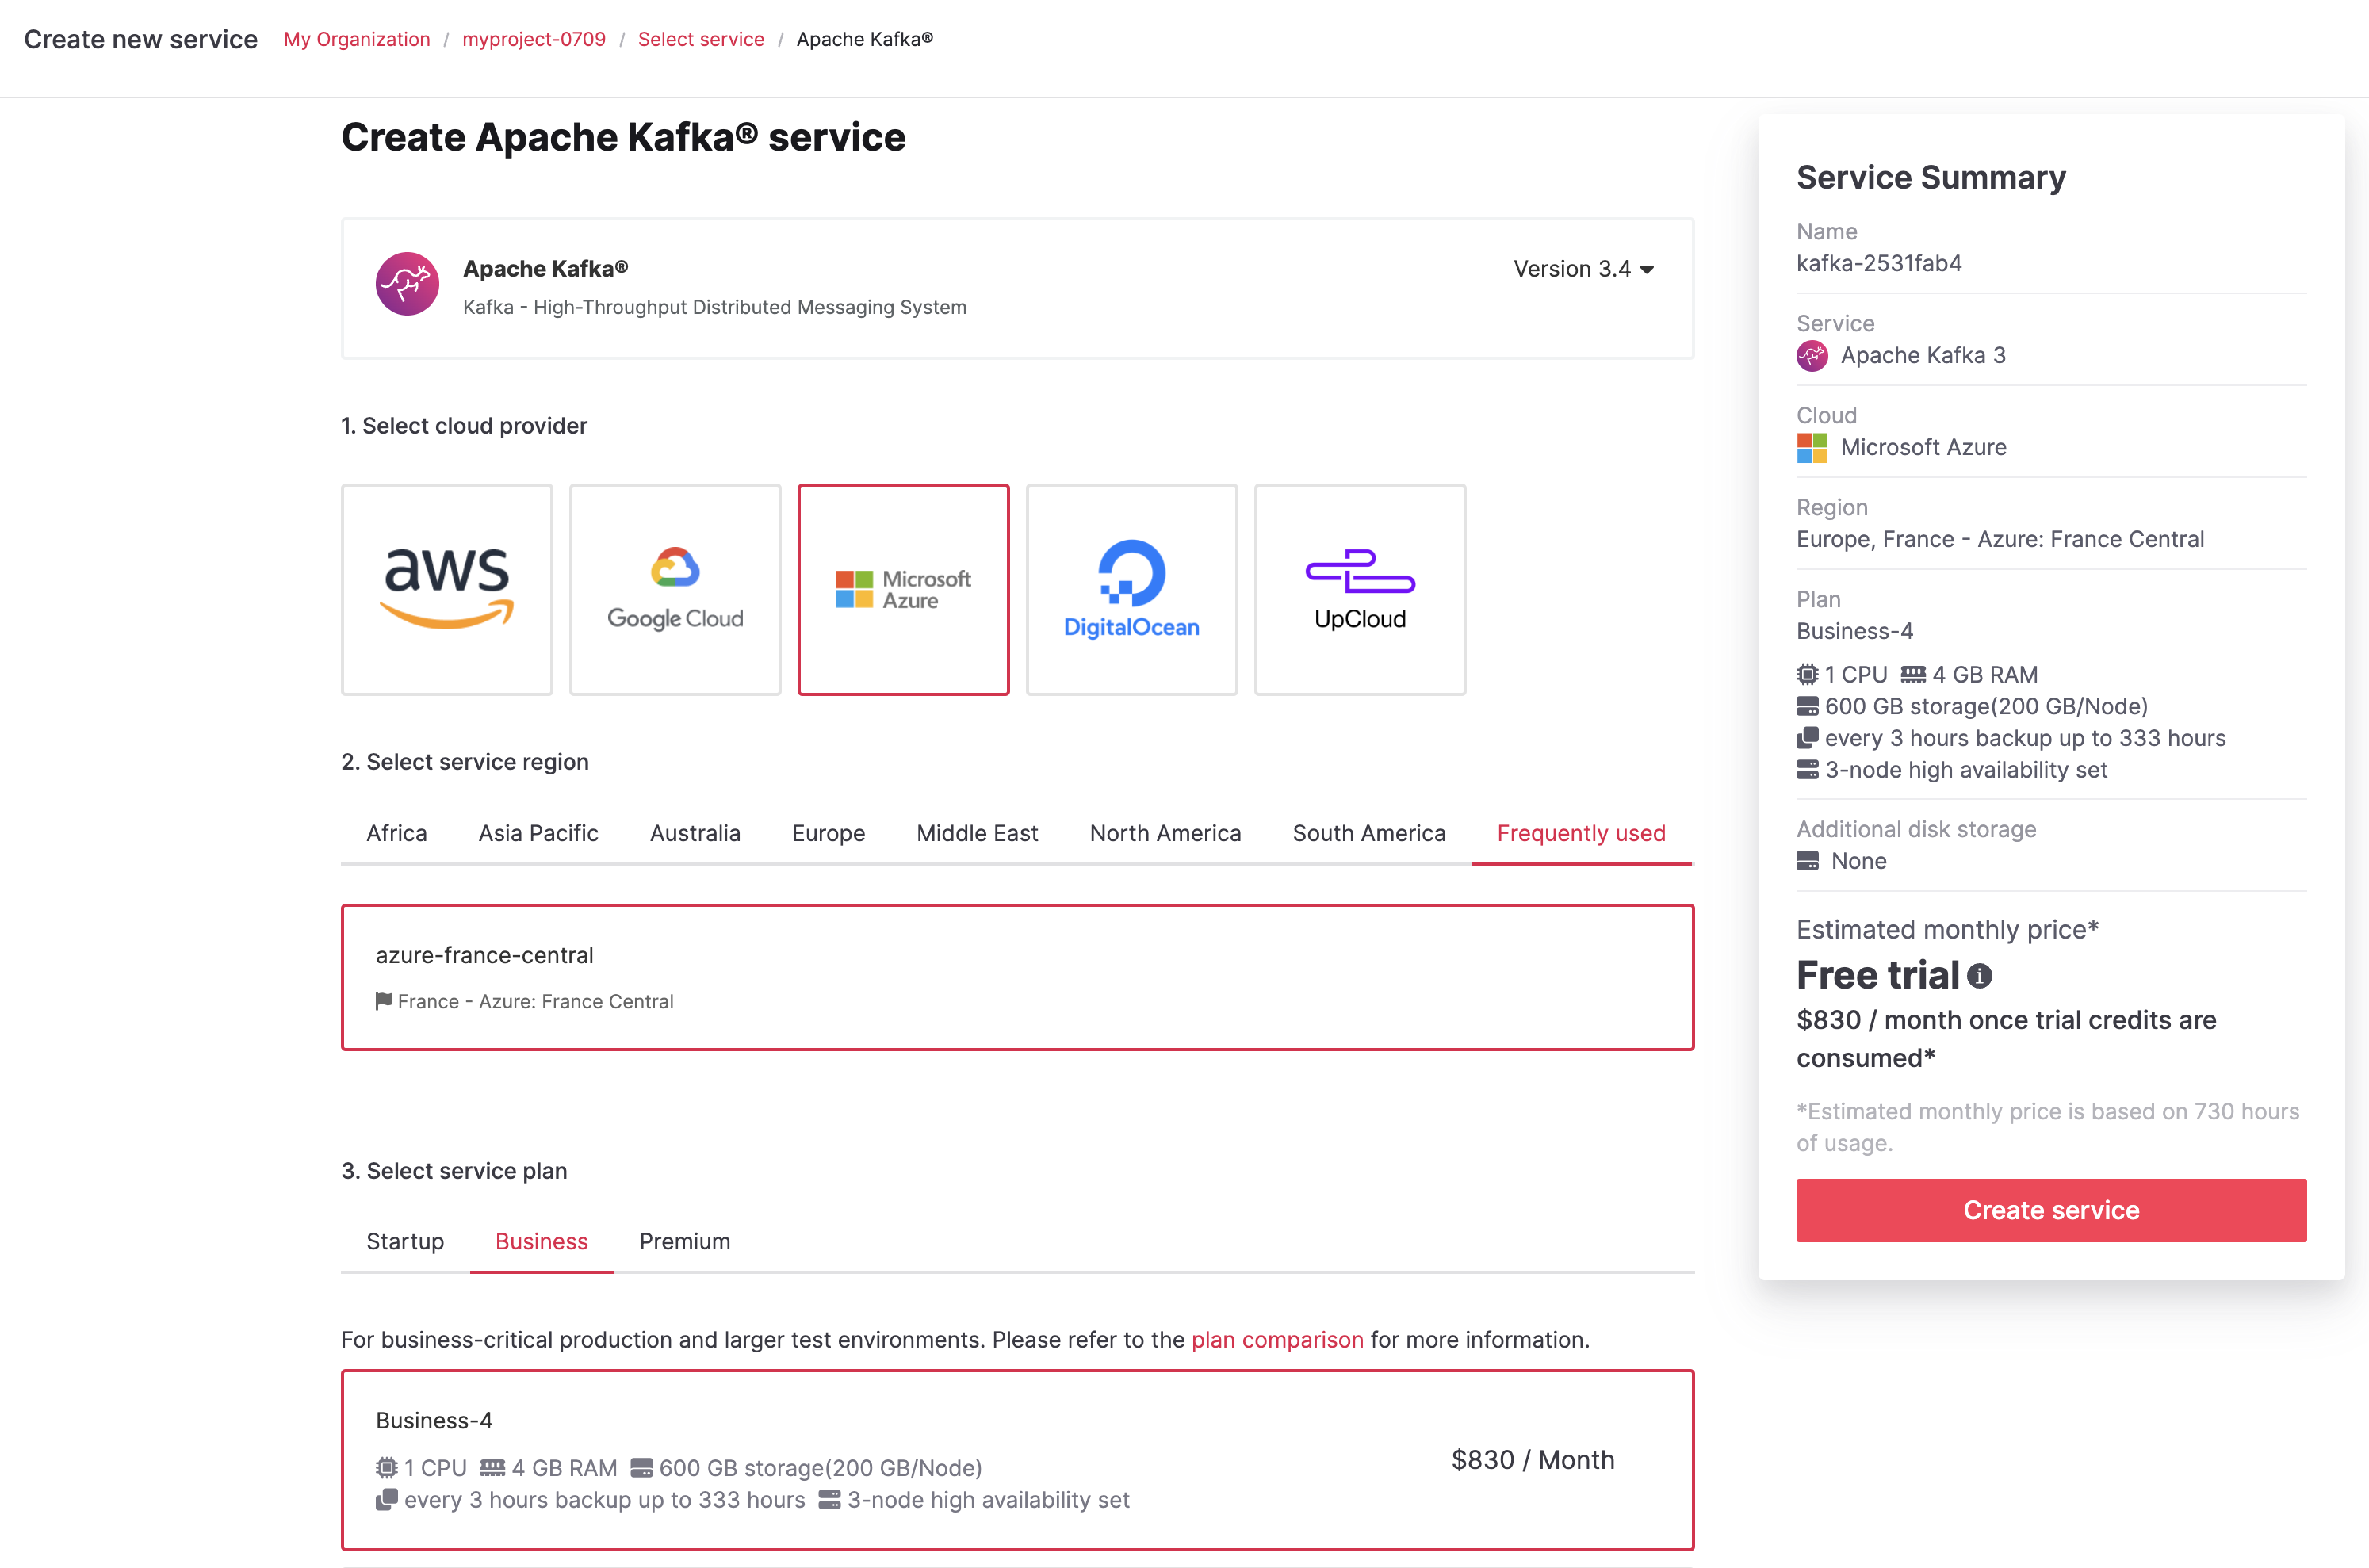 Create new service My Organization / myproject-0709 / Select service / Apache Kafka®
Create Apache Kafka® service
Apache Kafka®
Version 3.4
Kafka - High-Throughput Distributed Messaging System
1. Select cloud provider
aws
Google Cloud
Microsoft
Azure
DigitalOcean
UpCloud
2. Select service region
Africa Asia Pacific Australia Europe Middle East North America South America Frequently used
azure-france-central
France - Azure: France Central
3. Select service plan
Startup Business Premium
For business-critical production and larger test environments. Please refer to the plan comparison for more information.
Business-4
1 CPU 4 GB RAM 600 GB storage(200 GB/Node)
every 3 hours backup up to 333 hours 3-node high availability set
$830 / Month
Service Summary
Name
kafka-2531fab4
Service
Apache Kafka 3
Cloud
Microsoft Azure
Region
Europe, France - Azure: France Central
Plan
Business-4
1 CPU 4 GB RAM
600 GB storage(200 GB/Node)
every 3 hours backup up to 333 hours
3-node high availability set
Additional disk storage
None
Estimated monthly price*
Free trial
$830 / month once trial credits are
consumed*
*Estimated monthly price is based on 730 hours
of usage.
Create service